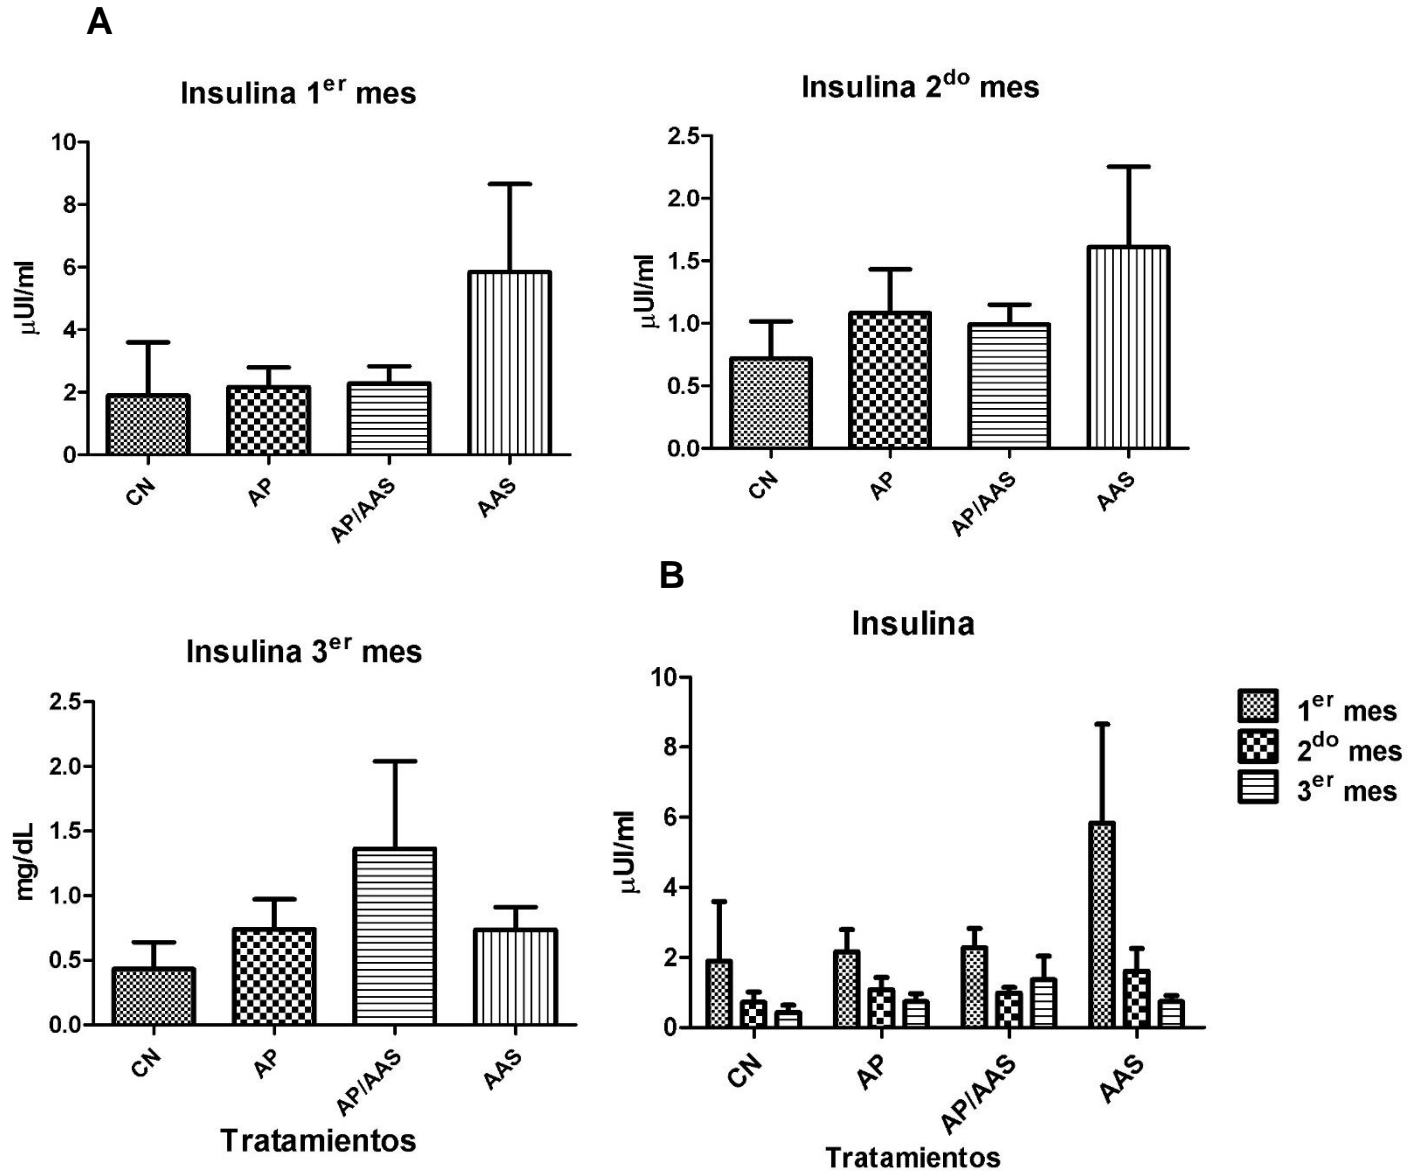 A
Insulina 1er mes
10
8
6
4
2
0
μUI/ml
CN
AP
AP/AAS
AAS
Insulina 2do mes
2.5
2.0
1.5
1.0
0.5
0.0
μUI/ml
CN
AP
AP/AAS
AAS
Insulina 3er mes
2.5
2.0
1.5
1.0
0.5
0.0
mg/dL
CN
AP
AP/AAS
AAS
Tratamientos
B
Insulina
10
8
6
4
2
0
μUI/ml
CN
AP
AP/AAS
AAS
Tratamientos
1er mes
2do mes
3er mes